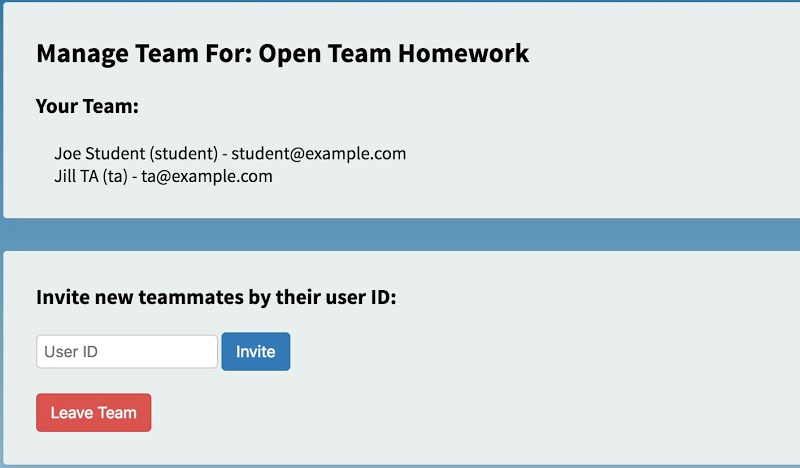 Manage Team For: Open Team Homework
Your Team:
Joe Student (student) - student@example.com
Jill TA (ta) - ta@example.com
Invite new teammates by their user ID:
User ID Invite
Leave Team